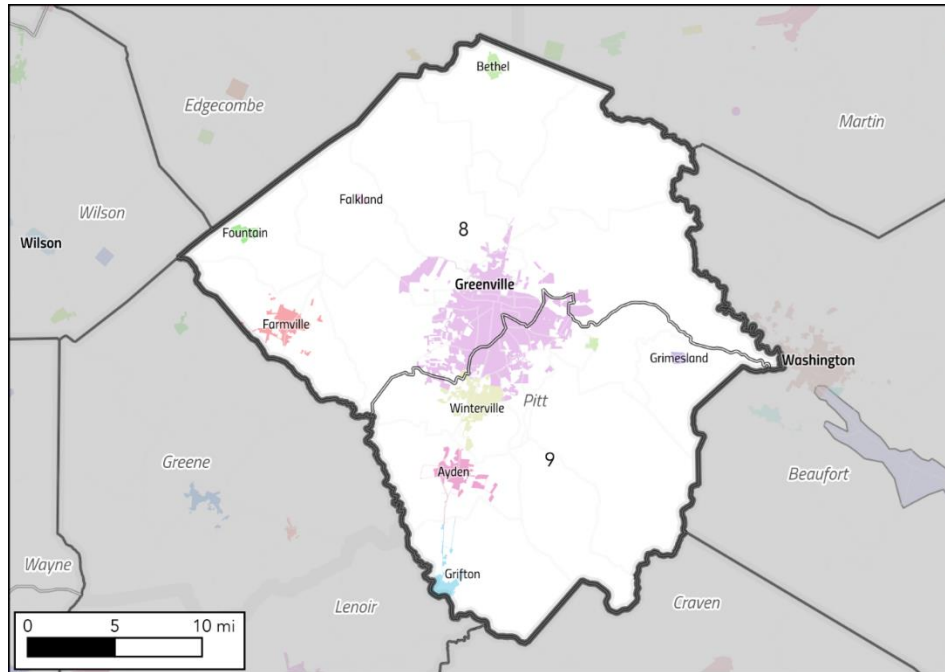 Bethel
Edgecombe
Martin
Falkland
Wilson
Fountain
8
Wilson
Greenville
Farmville
Grimesland
Washington
Pitt
Winterville
9
Greene
Ayden
Beaufort
Wayne
Grifton
Craven
Lenoir
0 5 10 mi